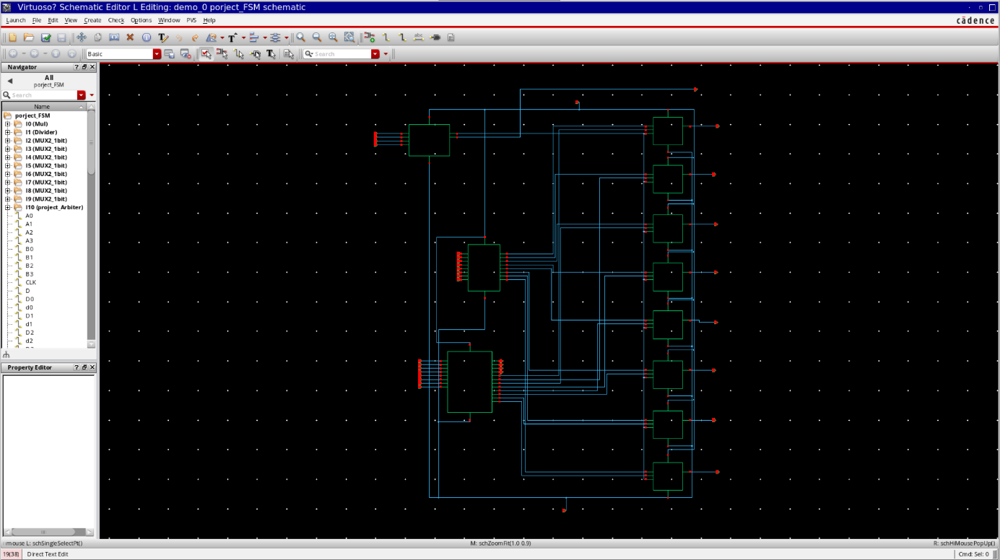 Virtuoso? Schematic Editor L Editing: demo_0 porject_FSM schematic
Launch File Edit View Create Check Options Window PVS Help
cādence
Basic
Search
Navigator
All
porject_FSM
Search
Name
porject_FSM
I0 (Mul)
I1 (Divider)
I2 (MUX2_1bit)
I3 (MUX2_1bit)
I4 (MUX2_1bit)
I5 (MUX2_1bit)
I6 (MUX2_1bit)
I7 (MUX2_1bit)
I8 (MUX2_1bit)
I9 (MUX2_1bit)
I10 (project_Arbiter)
A0
A1
A2
A3
B0
B1
B2
B3
CLK
D
D0
d0
D1
d1
D2
d2
Property Editor
mouse L: schSingleSelectPt()
M: schZoomFit(1.0 0.9)
R: schHiMousePopUp()
19(38)
Direct Text Edit
Cmd: Sel: 0